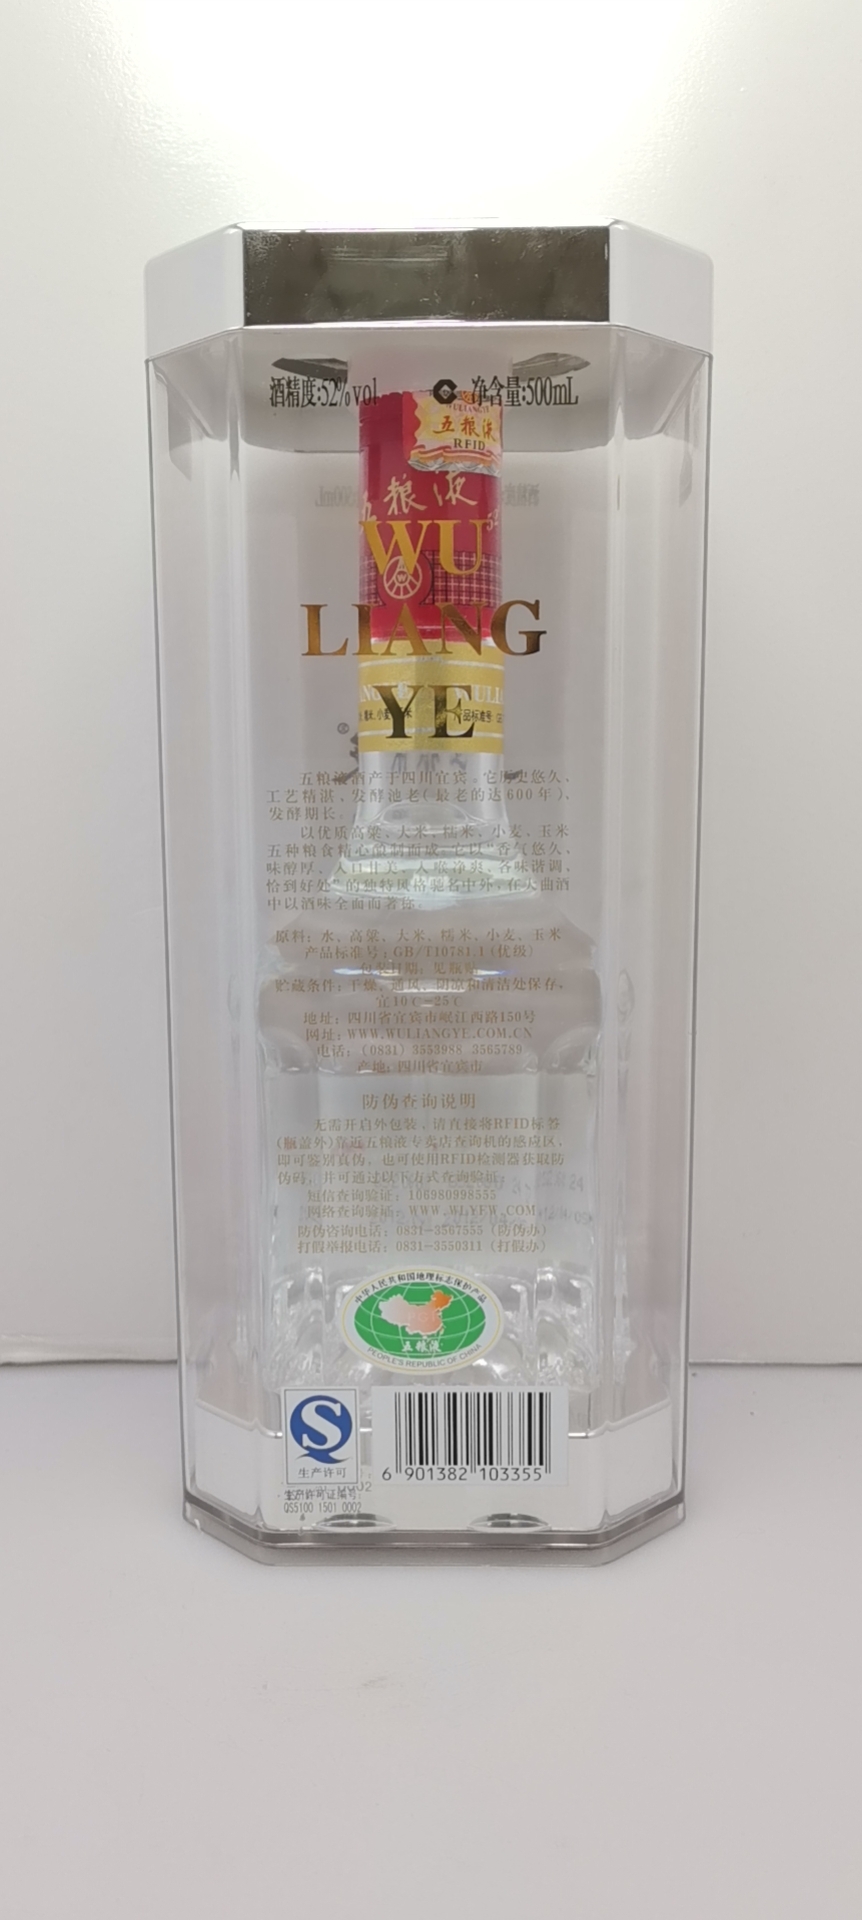 酒精度:52%vol
净含量:500mL
五粮液
RFID
五粮液
52°
WU
LIANG
YE
五粮液酒产于四川宜宾。它历史悠久、
工艺精湛、发酵池老(最老的达600年)、
发酵期长。
以优质高粱、大米、糯米、小麦、玉米
五种粮食精心酿制而成。它以“香气悠久、
味醇厚、入口甘美、入喉净爽、各味谐调、
恰到好处”的独特风格驰名中外,在大曲酒
中以酒味全面而著称。
原料:水、高粱、大米、糯米、小麦、玉米
产品标准号:GB/T10781.1(优级)
包装日期:见瓶贴
贮藏条件:干燥、通风、阴凉和清洁处保存,
宜10℃-25℃
地址:四川省宜宾市岷江西路150号
网址:WWW.WULIANGYE.COM.CN
电话:(0831)3553988 3565789
产地:四川省宜宾市
防伪查询说明
无需开启外包装,请直接将RFID标签
(瓶盖外)靠近五粮液专卖店查询机的感应区,
即可鉴别真伪,也可使用RFID检测器获取防
伪码,并可通过以下方式查询验证:
短信查询验证:106980998555
网络查询验证:WWW.WLYFW.COM
防伪咨询电话:0831-3567555(防伪办)
打假举报电话:0831-3550311(打假办)
中华人民共和国地理标志保护产品
五粮液
PEOPLE'S REPUBLIC OF CHINA
生产许可
生产许可证编号:
QS5100 1501 0002
6 901382 103355